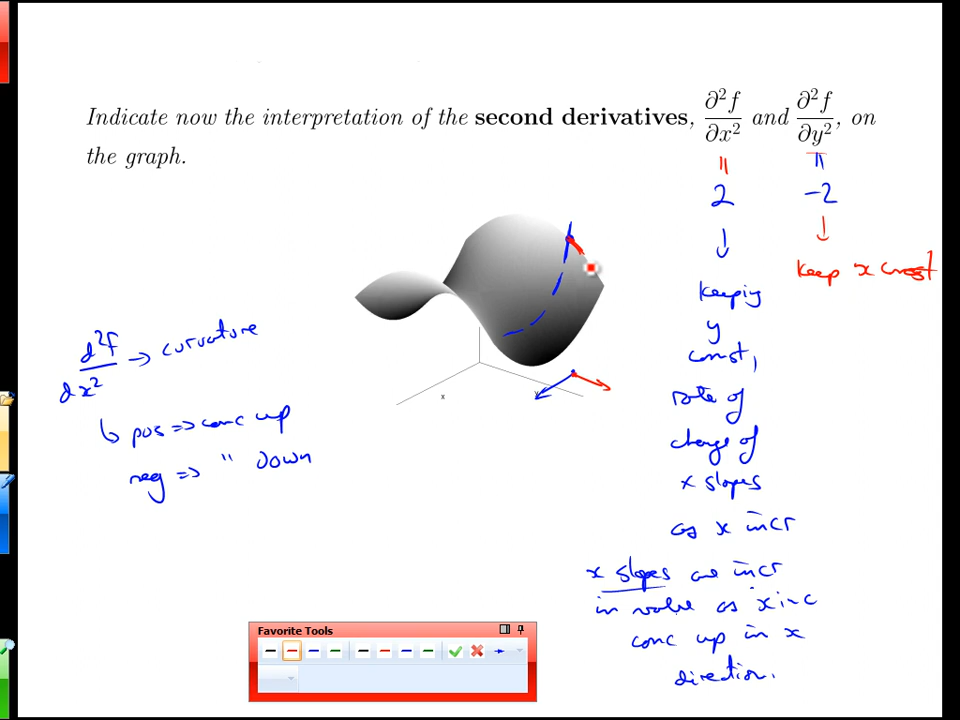 Indicate now the interpretation of the second derivatives, ∂²f/∂x² and ∂²f/∂y², on
the graph.
= =
2 -2
↓ ↓
keeping
y
const,
rate of
change of
x slopes
as x incr
x slopes are incr
in value as x inc
conc up in x
direction.
keep x const
d²f/dx² → curvature
↳ pos => conc up
neg => " down
x
y
Favorite Tools